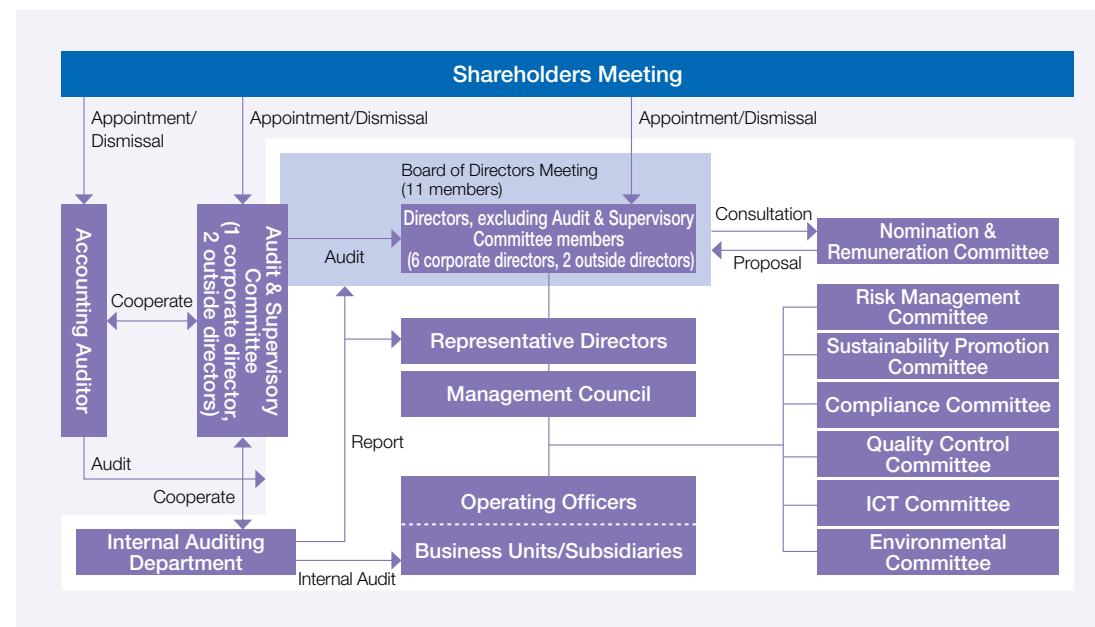 Shareholders Meeting
Appointment/
Dismissal
Appointment/Dismissal
Appointment/Dismissal
Board of Directors Meeting
(11 members)
Directors, excluding Audit & Supervisory
Committee members
(6 corporate directors, 2 outside directors)
Consultation
Proposal
Nomination &
Remuneration Committee
Accounting Auditor
Cooperate
Audit & Supervisory
Committee
(1 corporate director,
2 outside directors)
Audit
Representative Directors
Management Council
Risk Management
Committee
Sustainability Promotion
Committee
Compliance Committee
Quality Control
Committee
ICT Committee
Environmental
Committee
Report
Audit
Cooperate
Operating Officers
Business Units/Subsidiaries
Internal Auditing
Department
Internal Audit